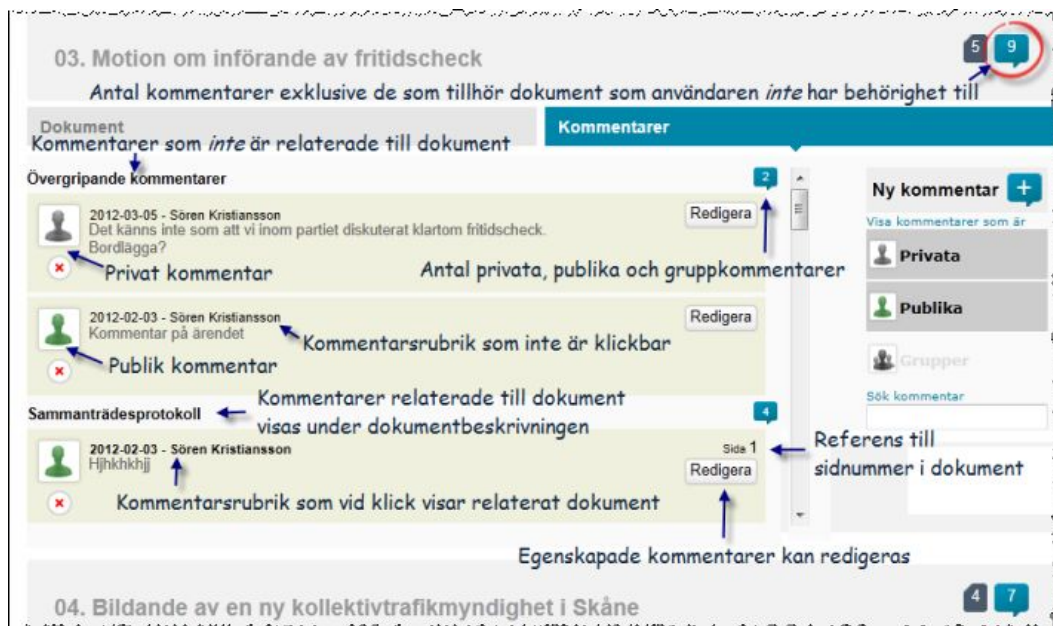 03. Motion om införande av fritidscheck
5 9
Antal kommentarer exklusive de som tillhör dokument som användaren inte har behörighet till
Dokument
Kommentarer
Kommentarer som inte är relaterade till dokument
Övergripande kommentarer
2
2012-03-05 - Sören Kristiansson
Redigera
Det känns inte som att vi inom partiet diskuterat klartom fritidscheck.
Bordlägga?
Privat kommentar
Antal privata, publika och gruppkommentarer
2012-02-03 - Sören Kristiansson
Redigera
Kommentar på ärendet
Kommentarsrubrik som inte är klickbar
Publik kommentar
Kommentarer relaterade till dokument
visas under dokumentbeskrivningen
Sammanträdesprotokoll
4
2012-02-03 - Sören Kristiansson
Sida 1
Hjhkhkhjj
Redigera
Referens till
sidnummer i dokument
Kommentarsrubrik som vid klick visar relaterat dokument
Egenskapade kommentarer kan redigeras
Ny kommentar +
Visa kommentarer som är
Privata
Publika
Grupper
Sök kommentar
04. Bildande av en ny kollektivtrafikmyndighet i Skåne
4 7